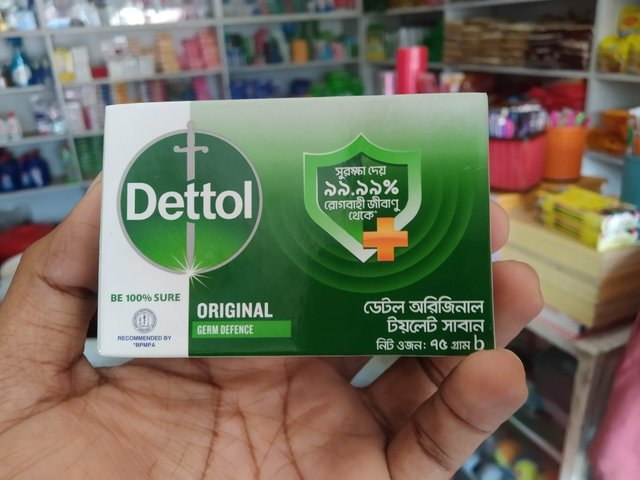 Dettol
BE 100% SURE
RECOMMENDED BY
*BPMPA
ORIGINAL
GERM DEFENCE
সুরক্ষা দেয়
৯৯.৯৯%
রোগবাহী জীবাণু
থেকে*
ডেটল অরিজিনাল
টয়লেট সাবান
নিট ওজন: ৭৫ গ্রাম b